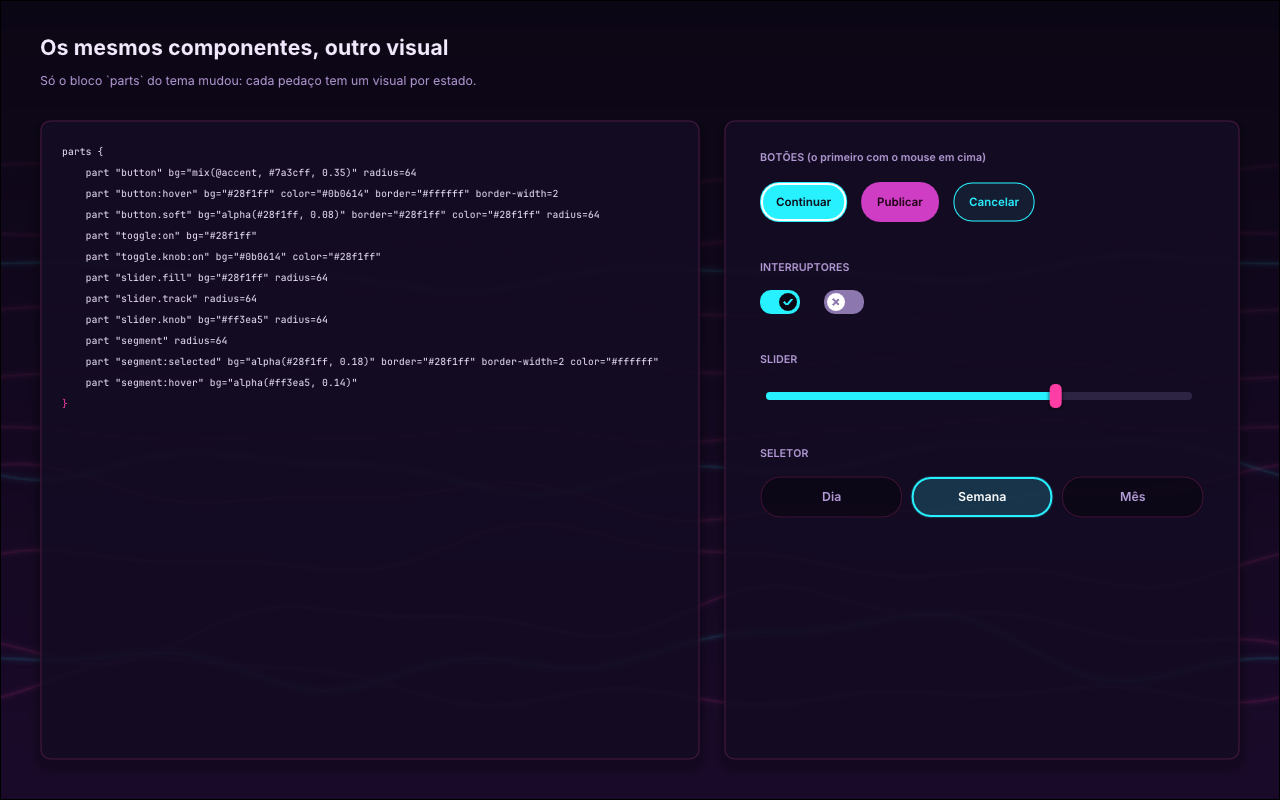 Os mesmos componentes, outro visual
Só o bloco `parts` do tema mudou: cada pedaço tem um visual por estado.
parts {
    part "button" bg="mix(@accent, #7a3cff, 0.35)" radius=64
    part "button:hover" bg="#28f1ff" color="#0b0614" border="#ffffff" border-width=2
    part "button.soft" bg="alpha(#28f1ff, 0.08)" border="#28f1ff" color="#28f1ff" radius=64
    part "toggle:on" bg="#28f1ff"
    part "toggle.knob:on" bg="#0b0614" color="#28f1ff"
    part "slider.fill" bg="#28f1ff" radius=64
    part "slider.track" radius=64
    part "slider.knob" bg="#ff3ea5" radius=64
    part "segment" radius=64
    part "segment:selected" bg="alpha(#28f1ff, 0.18)" border="#28f1ff" border-width=2 color="#ffffff"
    part "segment:hover" bg="alpha(#ff3ea5, 0.14)"
}
BOTÕES (o primeiro com o mouse em cima)
Continuar Publicar Cancelar
INTERRUPTORES
SLIDER
SELETOR
Dia Semana Mês